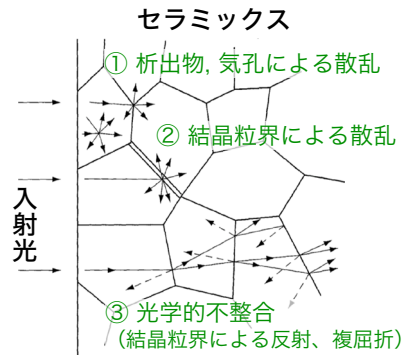 セラミックス
① 析出物, 気孔による散乱
② 結晶粒界による散乱
入射光
③ 光学的不整合
（結晶粒界による反射、複屈折）